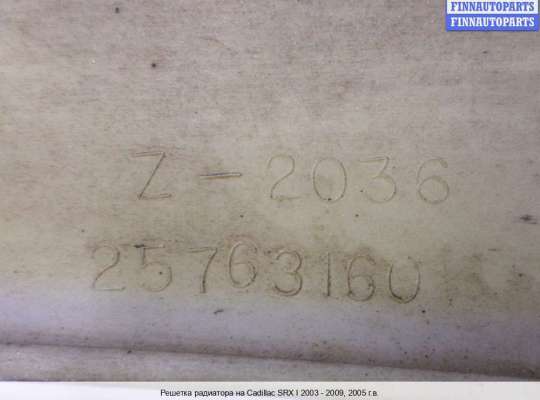 FINNAUTOPARTS
FINNAUTOPARTS
Z-2036
25763160
Решетка радиатора на Cadillac SRX I 2003 - 2009, 2005 г.в.